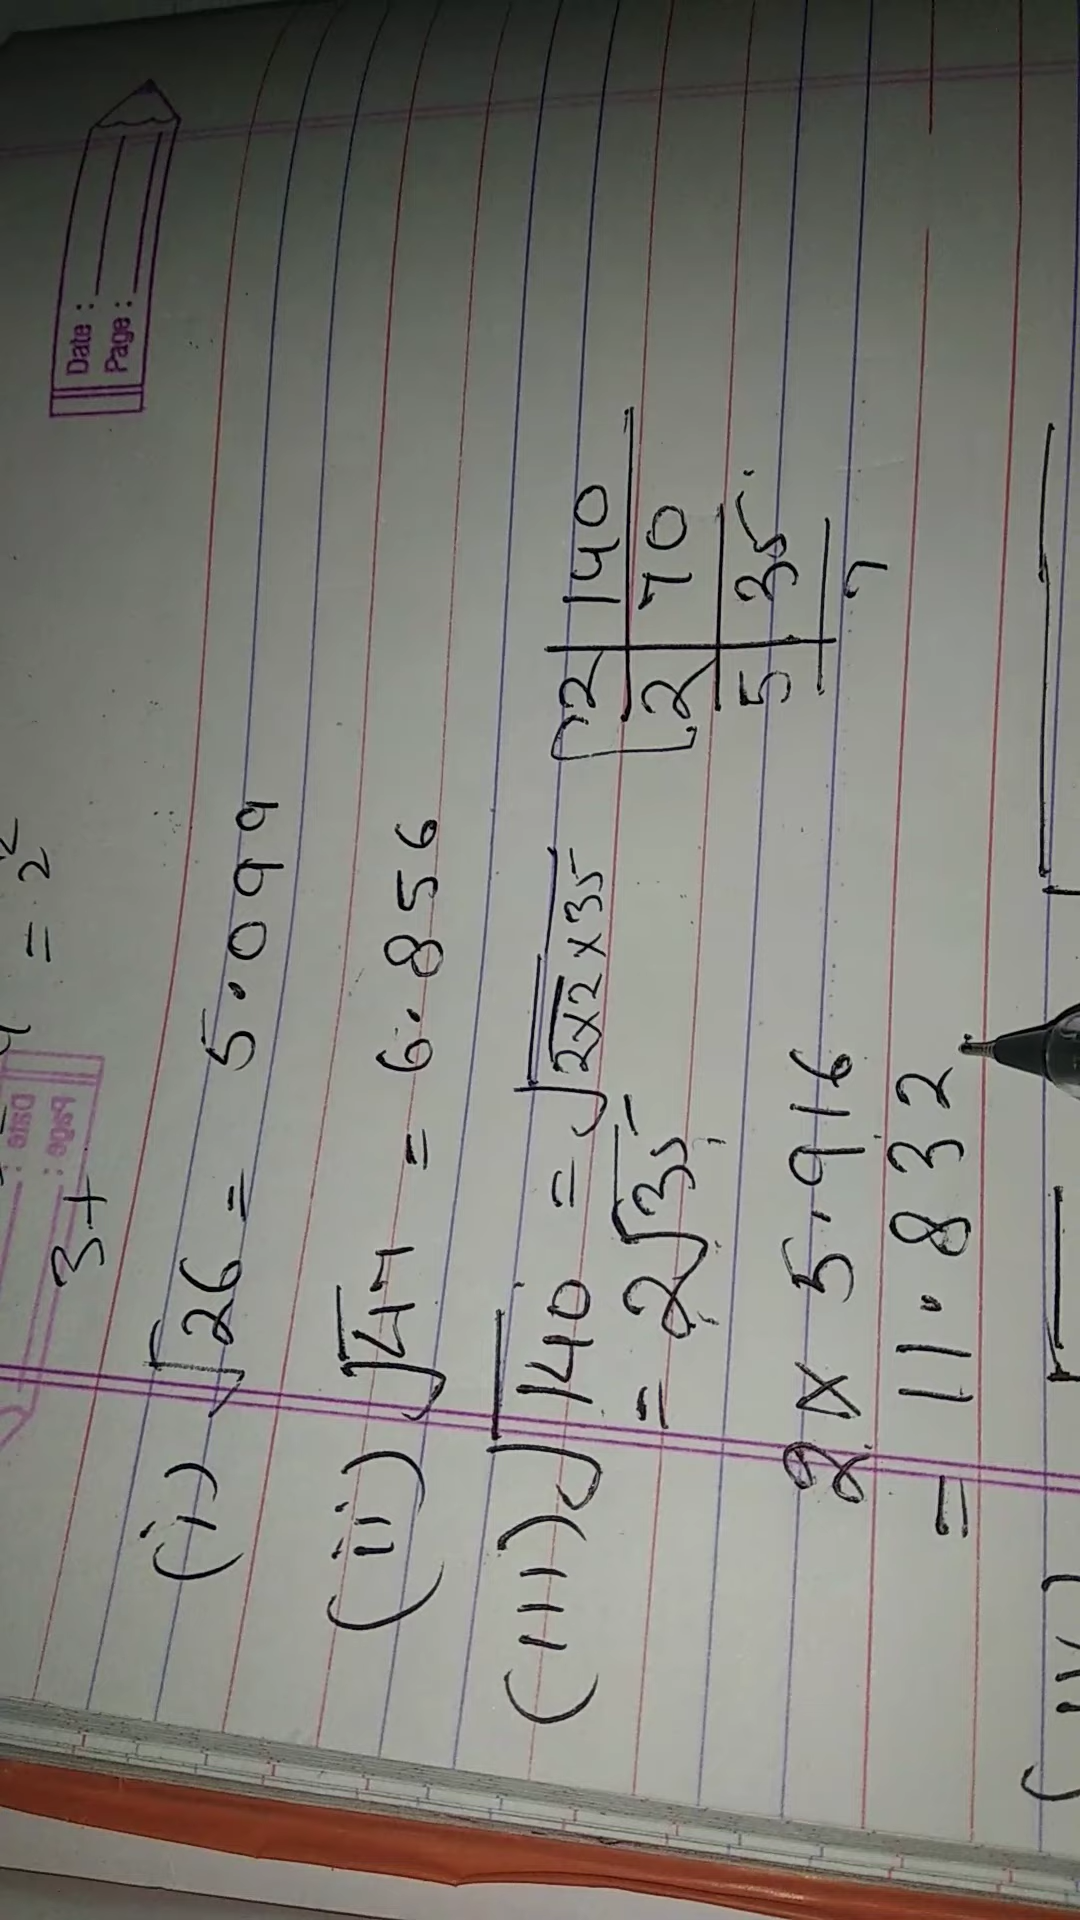 Date :
Page :
= 2²
3+
(i) √26 = 5.099
(ii) √47 = 6.856
(iii) √140 = √2×2×35
= 2√35
2 140
2 70
5 35
7
2 × 5.916
= 11.832